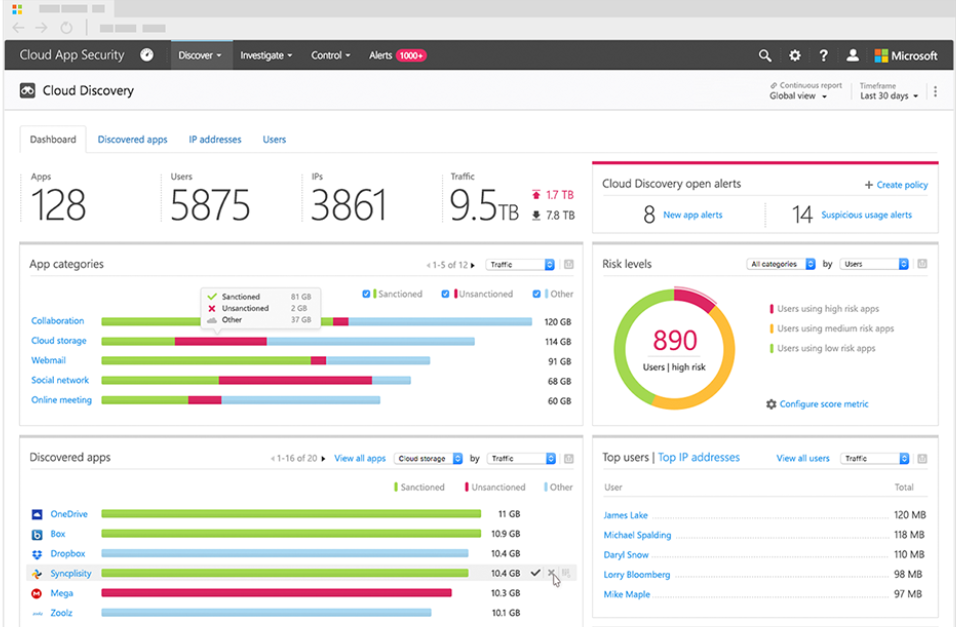 Cloud App Security Discover Investigate Control Alerts 1000+ ? Microsoft
Cloud Discovery
Continuous report
Global view
Timeframe
Last 30 days
Dashboard Discovered apps IP addresses Users
Apps
128
Users
5875
IPs
3861
Traffic
9.5TB
1.7 TB
7.8 TB
Cloud Discovery open alerts
+ Create policy
8 New app alerts
14 Suspicious usage alerts
App categories
1-5 of 12
Traffic
Sanctioned Unsanctioned Other
Sanctioned 81 GB
Unsanctioned 2 GB
Other 37 GB
Collaboration 120 GB
Cloud storage 114 GB
Webmail 91 GB
Social network 68 GB
Online meeting 60 GB
Risk levels
All categories by Users
890
Users | high risk
Users using high risk apps
Users using medium risk apps
Users using low risk apps
Configure score metric
Discovered apps
1-16 of 20 View all apps Cloud storage by Traffic
Sanctioned Unsanctioned Other
OneDrive 11 GB
Box 10.9 GB
Dropbox 10.4 GB
Syncplisity 10.4 GB
Mega 10.3 GB
Zoolz 10.1 GB
Top users | Top IP addresses
View all users Traffic
User Total
James Lake 120 MB
Michael Spalding 118 MB
Daryl Snow 110 MB
Lorry Bloomberg 98 MB
Mike Maple 97 MB